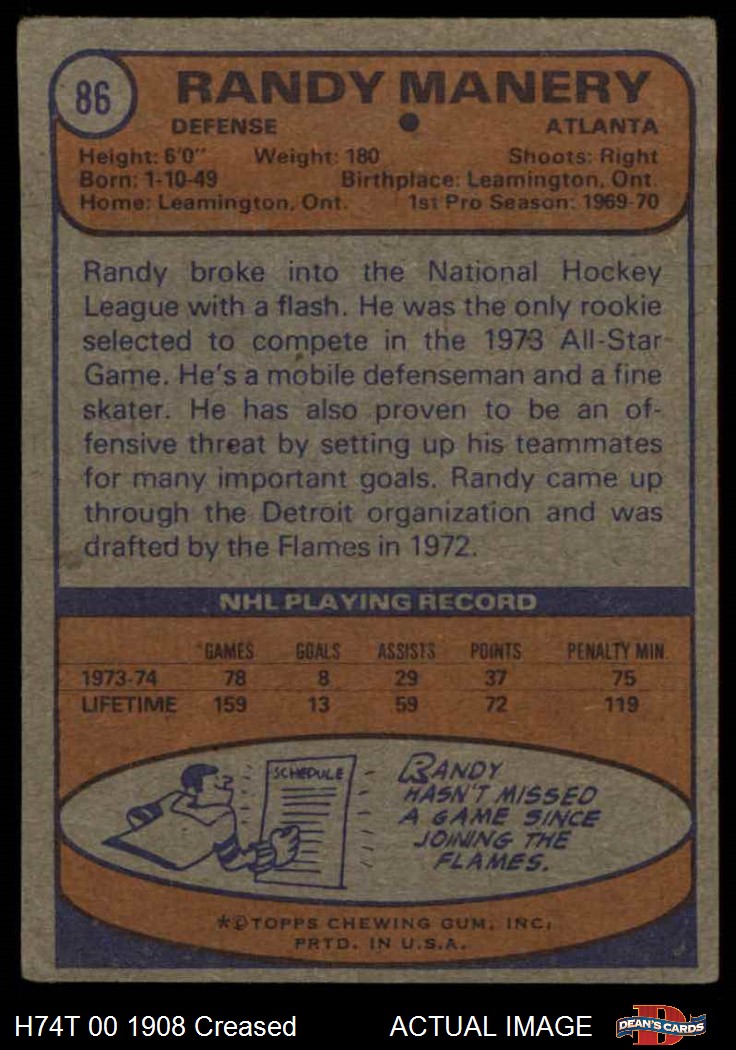 86
RANDY MANERY
DEFENSE ATLANTA
Height: 6'0" Weight: 180 Shoots: Right
Born: 1-10-49 Birthplace: Leamington, Ont.
Home: Leamington, Ont. 1st Pro Season: 1969-70
Randy broke into the National Hockey
League with a flash. He was the only rookie
selected to compete in the 1973 All-Star
Game. He's a mobile defenseman and a fine
skater. He has also proven to be an of-
fensive threat by setting up his teammates
for many important goals. Randy came up
through the Detroit organization and was
drafted by the Flames in 1972.
NHL PLAYING RECORD
GAMES GOALS ASSISTS POINTS PENALTY MIN.
1973-74 78 8 29 37 75
LIFETIME 159 13 59 72 119
SCHEDULE
RANDY
HASN'T MISSED
A GAME SINCE
JOINING THE
FLAMES.
*©TOPPS CHEWING GUM, INC.
PRTD. IN U.S.A.
H74T 00 1908 Creased ACTUAL IMAGE
D
DEAN'S CARDS